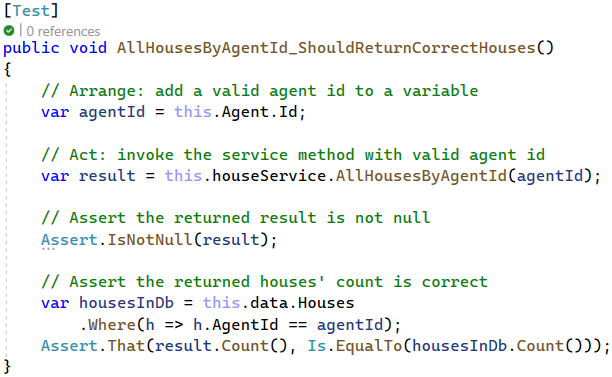 [Test]
| 0 references
public void AllHousesByAgentId_ShouldReturnCorrectHouses()
{
    // Arrange: add a valid agent id to a variable
    var agentId = this.Agent.Id;

    // Act: invoke the service method with valid agent id
    var result = this.houseService.AllHousesByAgentId(agentId);

    // Assert the returned result is not null
    Assert.IsNotNull(result);

    // Assert the returned houses' count is correct
    var housesInDb = this.data.Houses
        .Where(h => h.AgentId == agentId);
    Assert.That(result.Count(), Is.EqualTo(housesInDb.Count()));
}